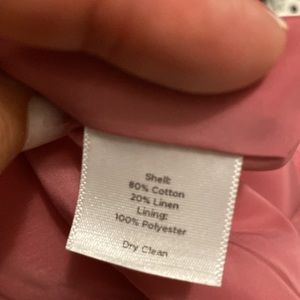 Shell:
80% Cotton
20% Linen
Lining:
100% Polyester
Dry Clean